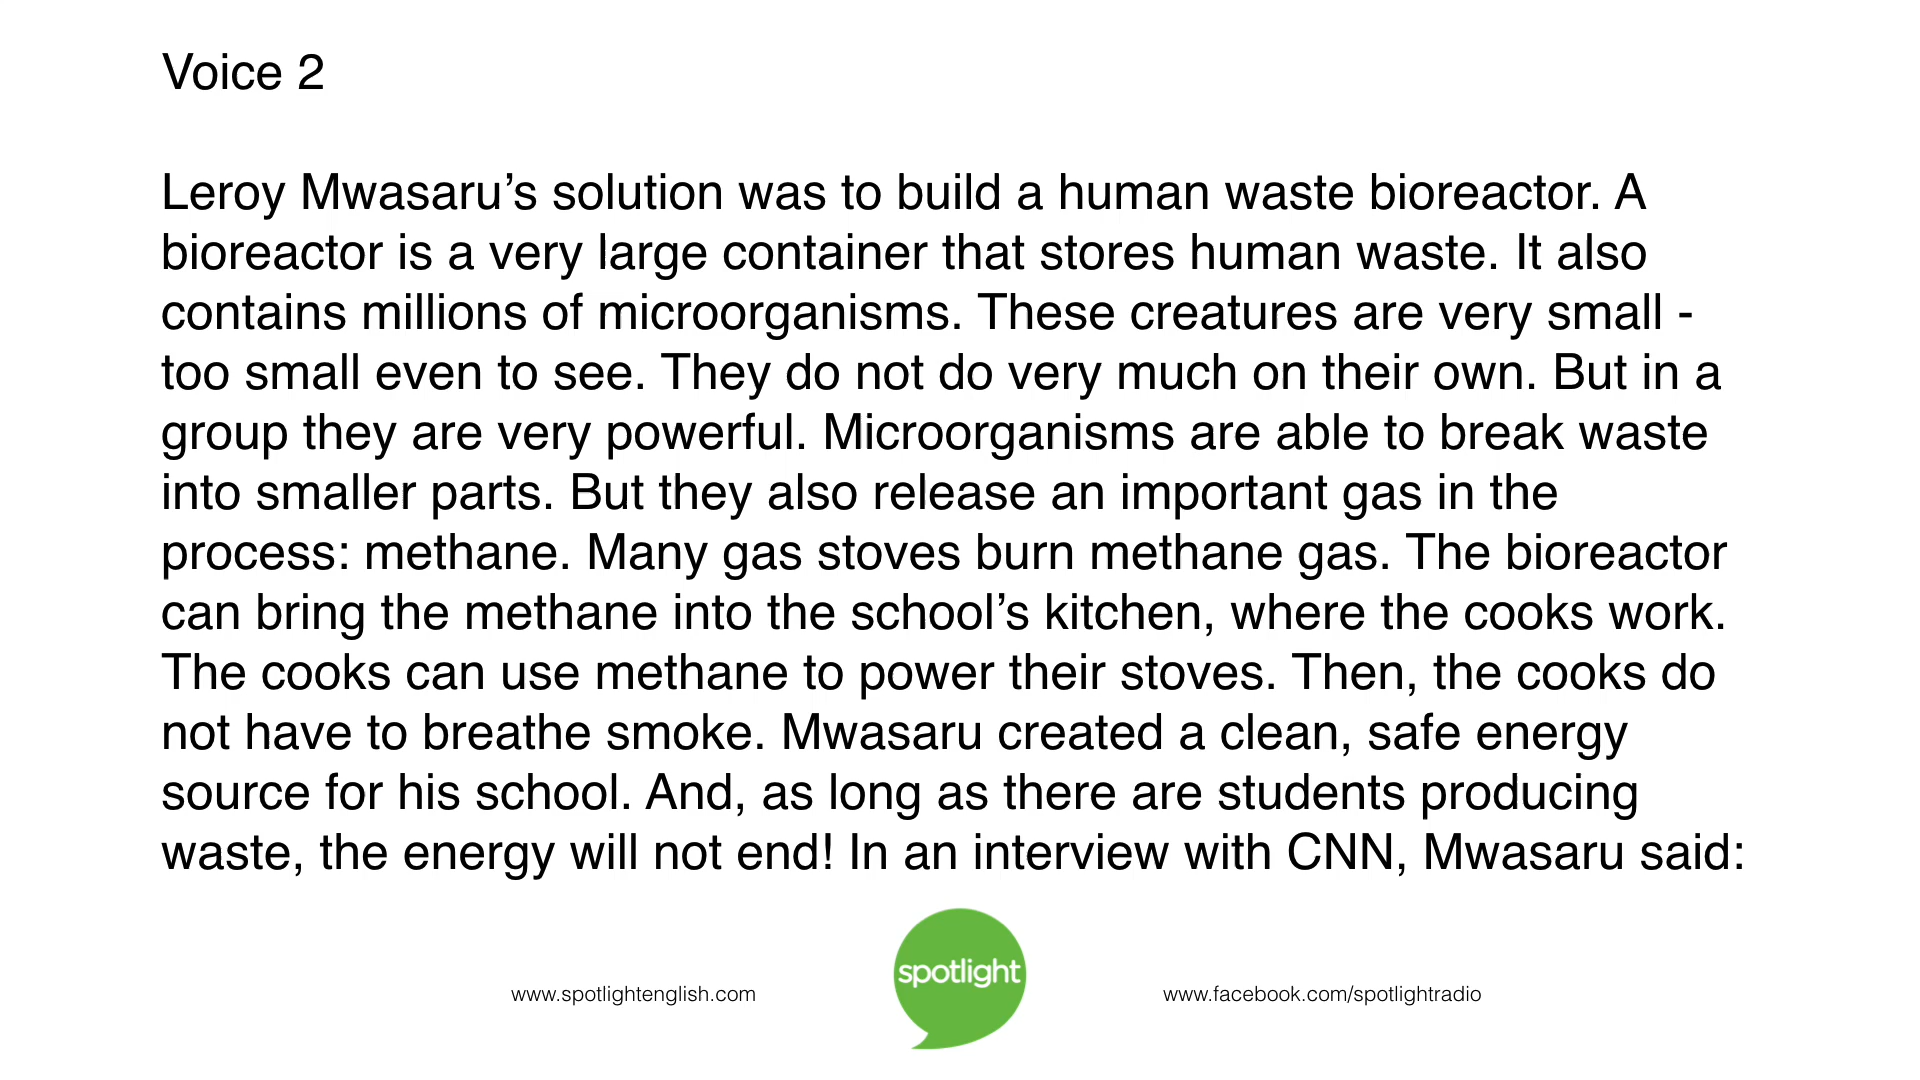 Voice 2
Leroy Mwasaru’s solution was to build a human waste bioreactor. A
bioreactor is a very large container that stores human waste. It also
contains millions of microorganisms. These creatures are very small -
too small even to see. They do not do very much on their own. But in a
group they are very powerful. Microorganisms are able to break waste
into smaller parts. But they also release an important gas in the
process: methane. Many gas stoves burn methane gas. The bioreactor
can bring the methane into the school’s kitchen, where the cooks work.
The cooks can use methane to power their stoves. Then, the cooks do
not have to breathe smoke. Mwasaru created a clean, safe energy
source for his school. And, as long as there are students producing
waste, the energy will not end! In an interview with CNN, Mwasaru said:
spotlight
www.spotlightenglish.com
www.facebook.com/spotlightradio